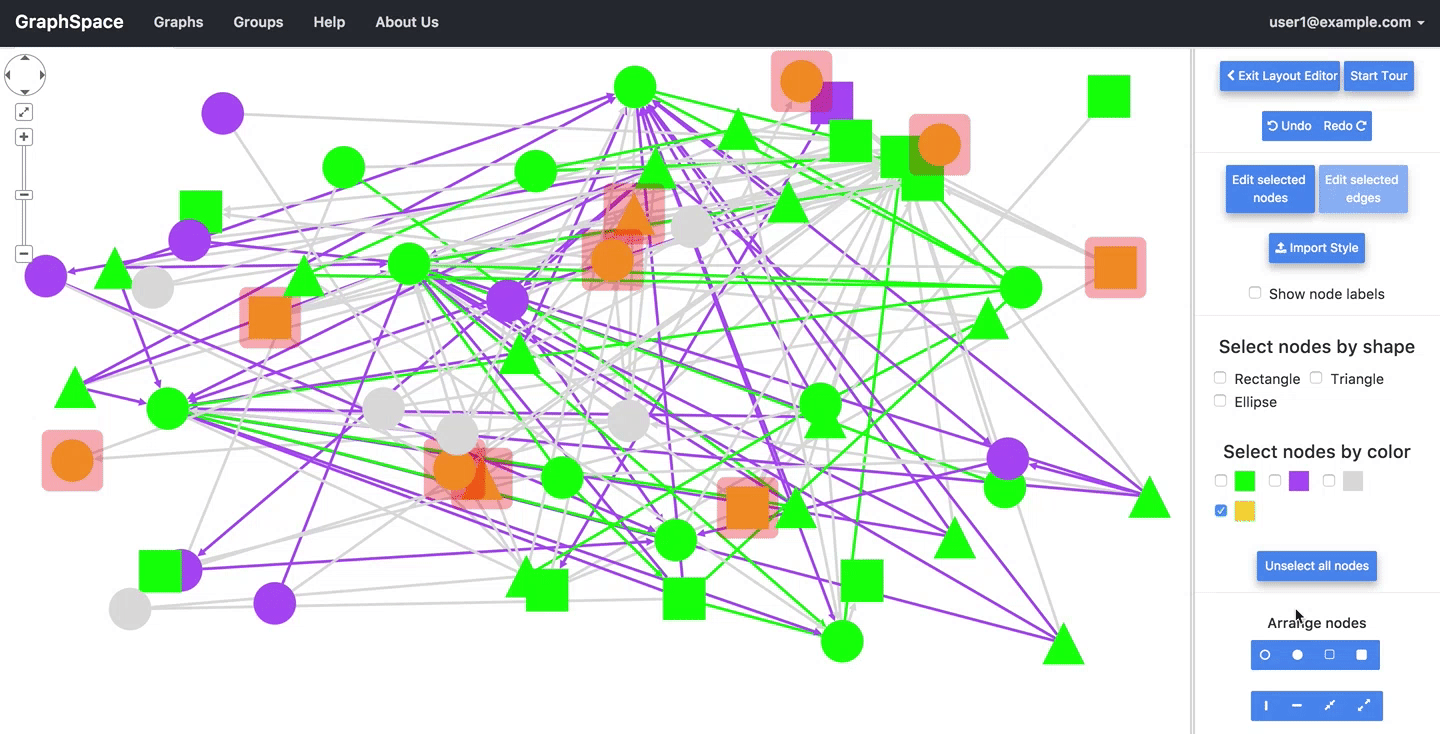 GraphSpace Graphs Groups Help About Us user1@example.com
Exit Layout Editor Start Tour
Undo Redo
Edit selected nodes
Edit selected edges
Import Style
Show node labels
Select nodes by shape
Rectangle Triangle
Ellipse
Select nodes by color
Unselect all nodes
Arrange nodes